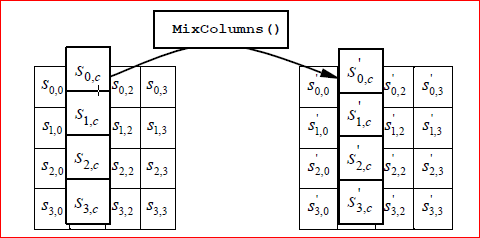 MixColumns()
S0,0 S0,c S0,2 S0,3 S'0,0 S'0,c S'0,2 S'0,3
S1,0 S1,c S1,2 S1,3 S'1,0 S'1,c S'1,2 S'1,3
S2,0 S2,c S2,2 S2,3 S'2,0 S'2,c S'2,2 S'2,3
S3,0 S3,c S3,2 S3,3 S'3,0 S'3,c S'3,2 S'3,3